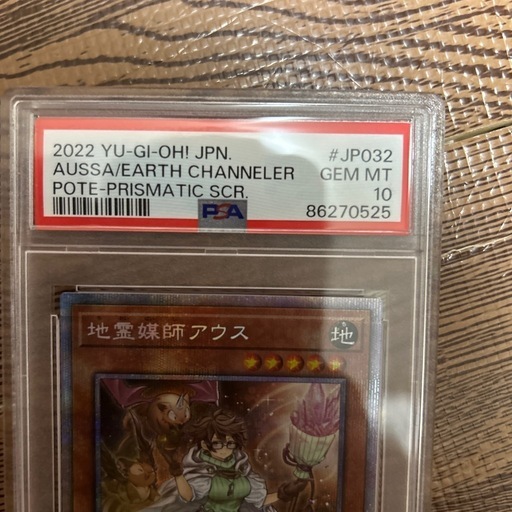 2022 YU-GI-OH! JPN. #JP032
AUSSA/EARTH CHANNELER GEM MT
POTE-PRISMATIC SCR. 10
PSA 86270525
地霊媒師アウス 地